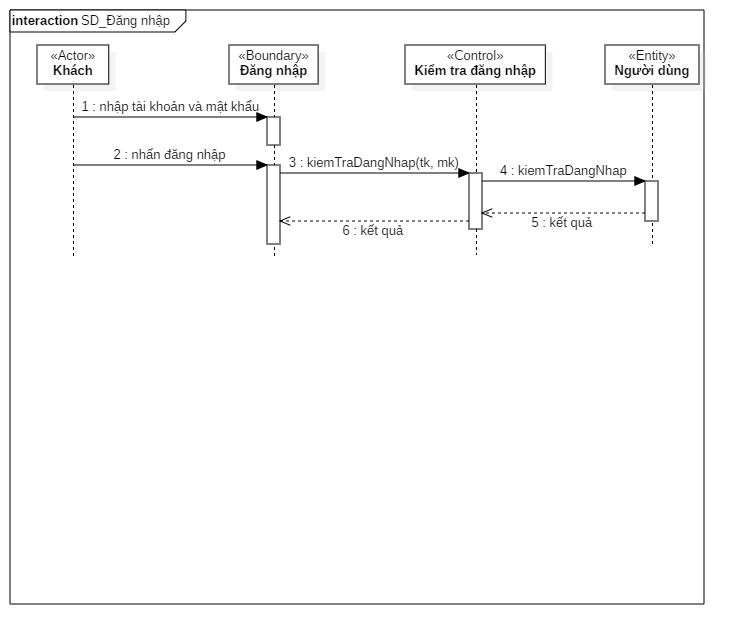 interaction SD_Đăng nhập
«Actor»
Khách
«Boundary»
Đăng nhập
«Control»
Kiểm tra đăng nhập
«Entity»
Người dùng
1 : nhập tài khoản và mật khẩu
2 : nhấn đăng nhập
3 : kiemTraDangNhap(tk, mk)
4 : kiemTraDangNhap
5 : kết quả
6 : kết quả